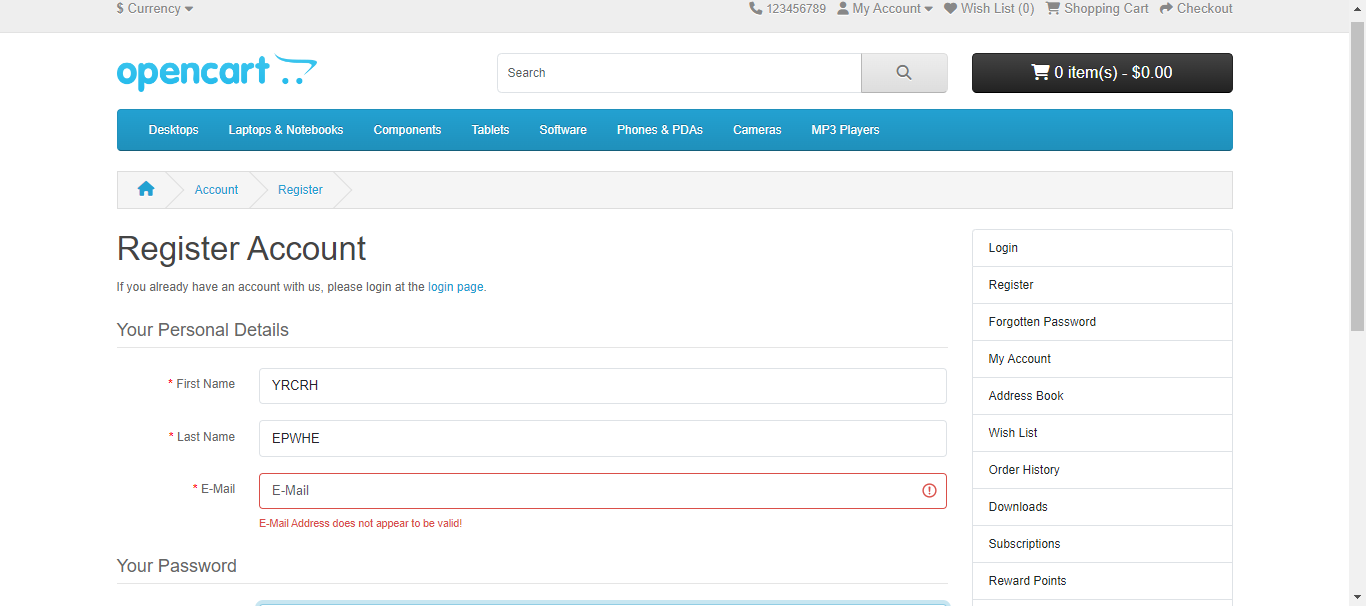 $ Currency
123456789 My Account Wish List (0) Shopping Cart Checkout
opencart
Search
0 item(s) - $0.00
Desktops Laptops & Notebooks Components Tablets Software Phones & PDAs Cameras MP3 Players
Account Register
Register Account
If you already have an account with us, please login at the login page.
Your Personal Details
* First Name YRCRH
* Last Name EPWHE
* E-Mail E-Mail
E-Mail Address does not appear to be valid!
Your Password
Login
Register
Forgotten Password
My Account
Address Book
Wish List
Order History
Downloads
Subscriptions
Reward Points